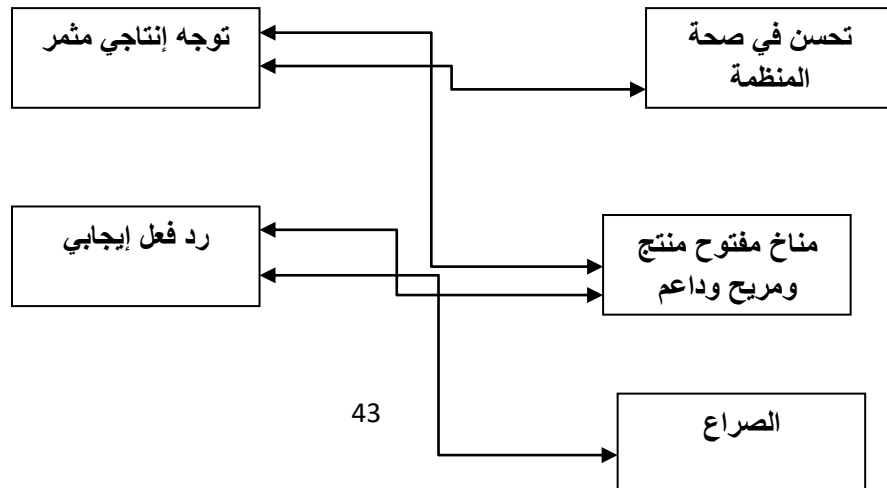 تحسن في صحة
المنظمة
توجه إنتاجي مثمر
مناخ مفتوح منتج
ومريح وداعم
رد فعل إيجابي
الصراع
43